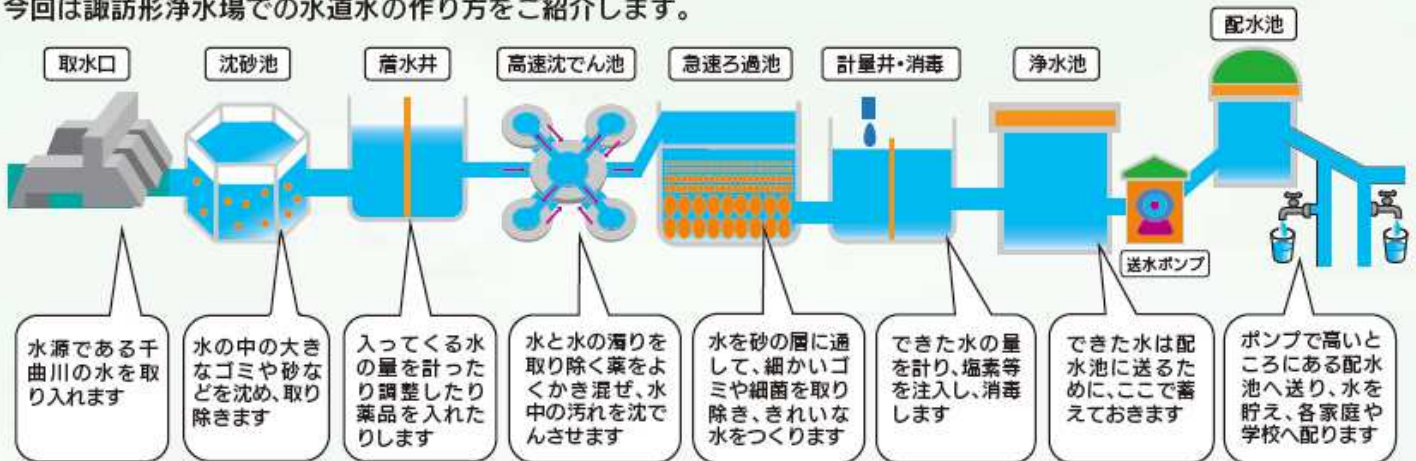 今回は諏訪形浄水場での水道水の作り方をご紹介します。
取水口
沈砂池
着水井
高速沈でん池
急速ろ過池
計量井・消毒
浄水池
配水池
送水ポンプ
水源である千
曲川の水を取
り入れます
水の中の大き
なゴミや砂な
どを沈め、取り
除きます
入ってくる水
の量を計った
り調整したり
薬品を入れた
りします
水と水の濁りを
取り除く薬をよ
くかき混ぜ、水
中の汚れを沈で
んさせます
水を砂の層に通
して、細かいゴ
ミや細菌を取り
除き、きれいな
水をつくります
できた水の量
を計り、塩素等
を注入し、消毒
します
できた水は配
水池に送るた
めに、ここで蓄
えておきます
ポンプで高いと
ころにある配水
池へ送り、水を
貯え、各家庭や
学校へ配ります